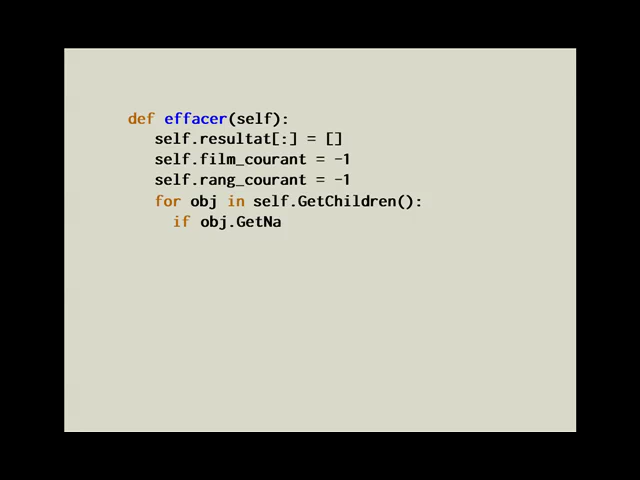 def effacer(self):
self.resultat[:] = []
self.film_courant = -1
self.rang_courant = -1
for obj in self.GetChildren():
if obj.GetNa